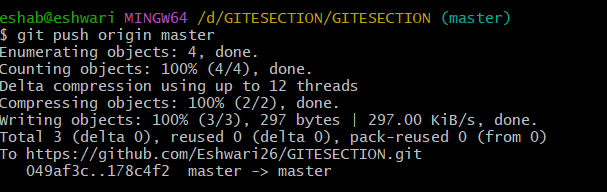 eshab@eshwari MINGW64 /d/GITESECTION/GITESECTION (master)
$ git push origin master
Enumerating objects: 4, done.
Counting objects: 100% (4/4), done.
Delta compression using up to 12 threads
Compressing objects: 100% (2/2), done.
Writing objects: 100% (3/3), 297 bytes | 297.00 KiB/s, done.
Total 3 (delta 0), reused 0 (delta 0), pack-reused 0 (from 0)
To https://github.com/Eshwari26/GITESECTION.git
   049af3c..178c4f2  master -> master